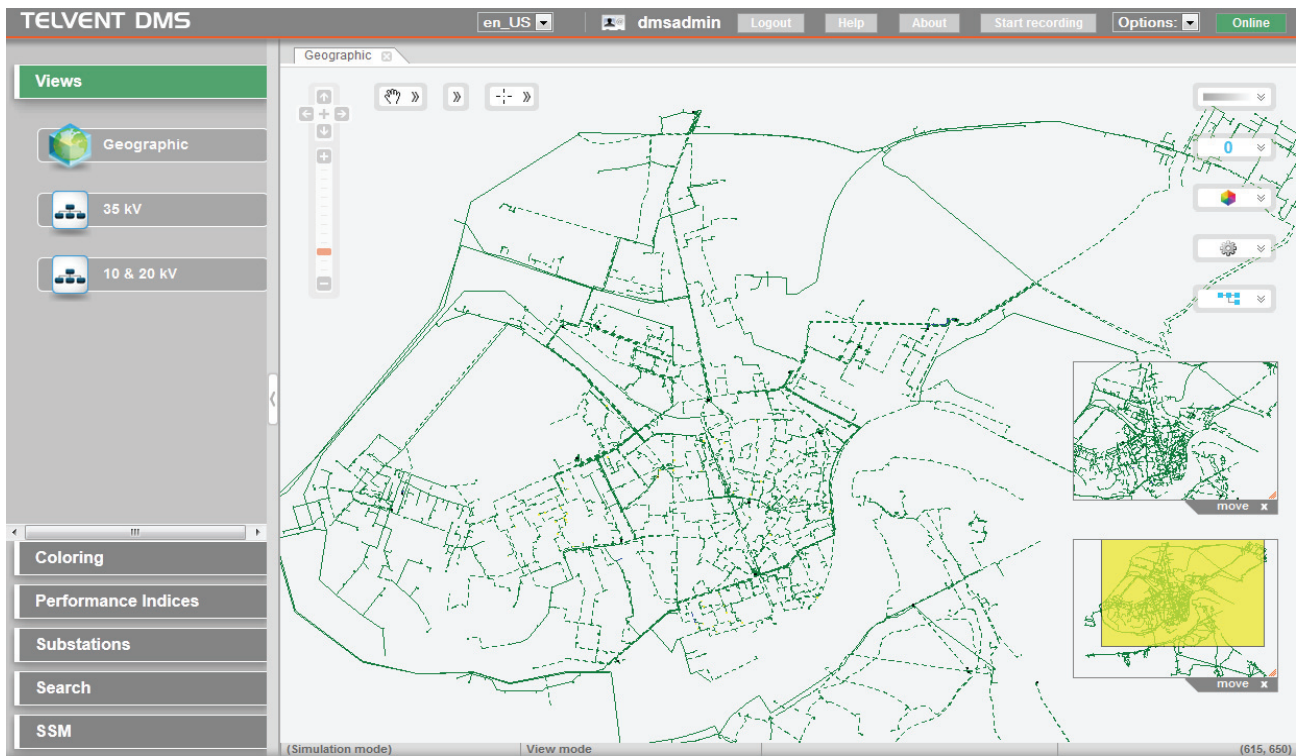 TELVENT DMS
en_US
dmsadmin
Logout
Help
About
Start recording
Options:
Online
Geographic
Views
Geographic
35 kV
10 & 20 kV
0
move x
move x
Coloring
Performance Indices
Substations
Search
SSM
(Simulation mode)
View mode
(615, 650)